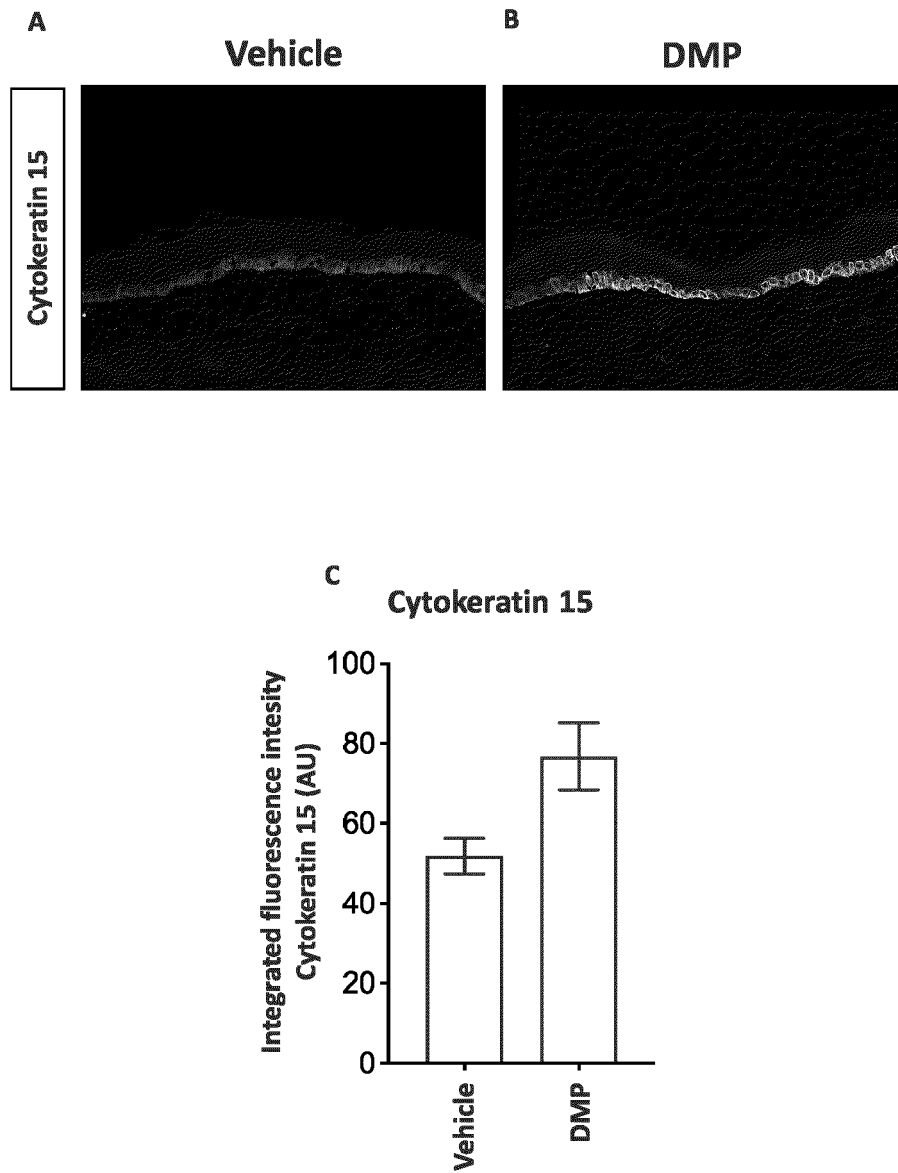 A
B
Vehicle
DMP
Cytokeratin 15
C
Cytokeratin 15
Integrated fluorescence intesity
Cytokeratin 15 (AU)
100
80
60
40
20
0
Vehicle
DMP